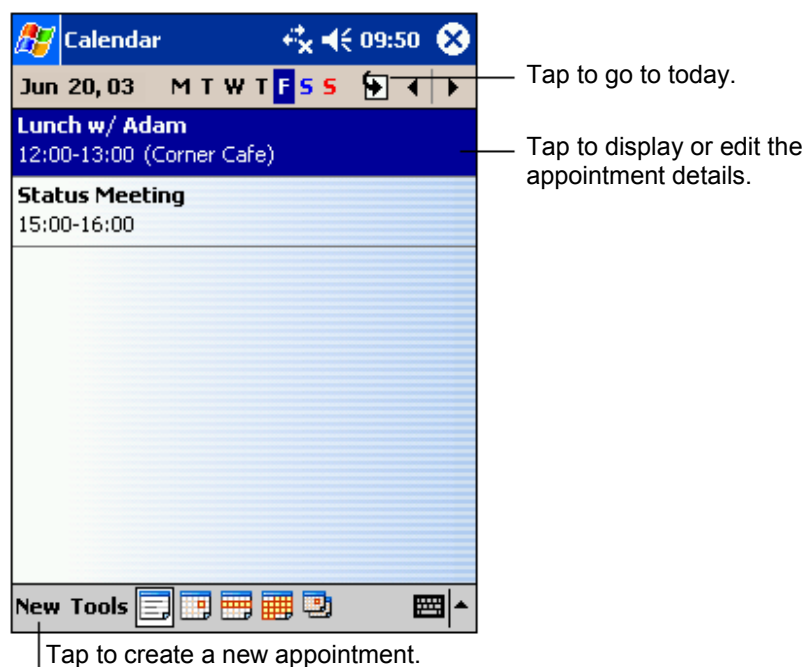 Calendar 09:50
Jun 20, 03 M T W T F S S
Tap to go to today.
Lunch w/ Adam
12:00-13:00 (Corner Cafe)
Tap to display or edit the
appointment details.
Status Meeting
15:00-16:00
New Tools
Tap to create a new appointment.